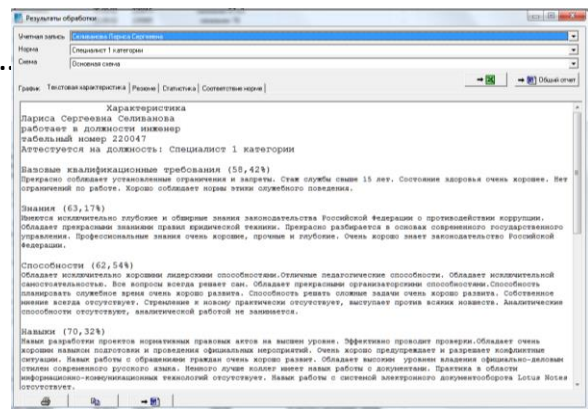 Результаты обработки
Учетная запись Селиванова Лариса Сергеевна
Норма Специалист 1 категории
Схема Основная схема
Общий отчет
График Текстовая характеристика Резюме Статистика Соответствие норме
Характеристика
Лариса Сергеевна Селиванова
работает в должности инженер
табельный номер 220047
Аттестуется на должность: Специалист 1 категории
Базовые квалификационные требования (58,42%)
Прекрасно соблюдает установленные ограничения и запреты. Стаж службы свыше 15 лет. Состояние здоровья очень хорошее. Нет
ограничений по работе. Хорошо соблюдает нормы этики служебного поведения.
Знания (63,17%)
Имеются исключительно глубокие и обширные знания законодательства Российской Федерации о противодействии коррупции.
Обладает прекрасными знаниями правил юридической техники. Прекрасно разбирается в основах современного государственного
управления. Профессиональные знания очень хорошие, прочные и глубокие. Очень хорошо знает законодательство Российской
Федерации.
Способности (62,54%)
Обладает исключительно хорошими лидерскими способностями.Отличные педагогические способности. Обладает исключительной
самостоятельностью. Все вопросы всегда решает сам. Обладает прекрасными организаторскими способностями.Способность
планировать служебное время очень хорошо развита. Способность решать сложные задачи очень хорошо развита. Собственное
мнение всегда отсутствует. Стремление к новому практически отсутствует, выступает против всяких новшеств. Аналитические
способности отсутствуют, аналитической работой не занимается.
Навыки (70,32%)
Навык разработки проектов нормативных правовых актов на высшем уровне. Эффективно проводит проверки.Обладает очень
хорошим навыком подготовки и проведения официальных мероприятий. Очень хорошо предупреждает и разрешает конфликтные
ситуации. Навык работы с обращениями граждан очень хорошо развит. Обладает высоким уровнем владения официально-деловым
стилем современного русского языка. Немного лучше коллег имеет навык работы с документами. Практика в области
информационно-коммуникационных технологий отсутствует. Навык работы с системой электронного документооборота Lotus Notes
отсутствует.